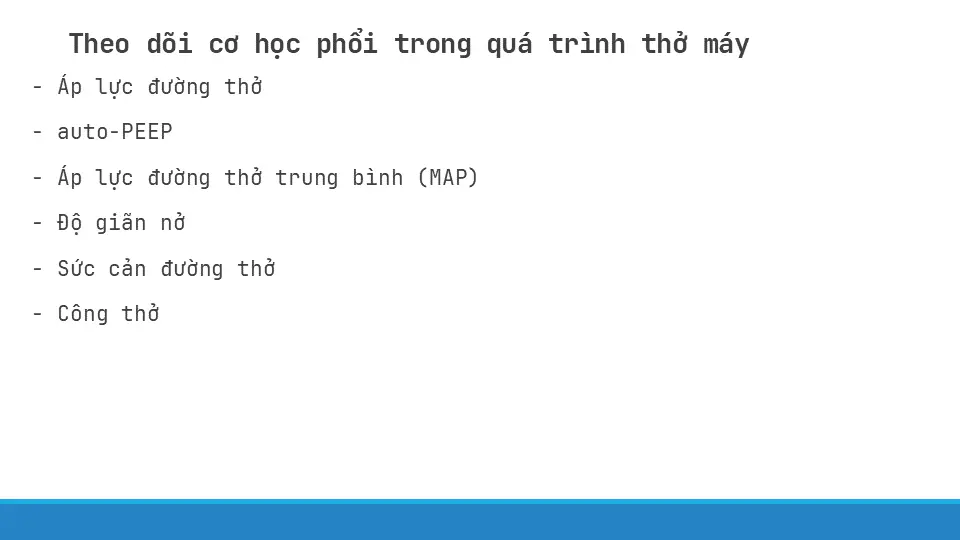 Theo dõi cơ học phổi trong quá trình thở máy
- Áp lực đường thở
- auto-PEEP
- Áp lực đường thở trung bình (MAP)
- Độ giãn nở
- Sức cản đường thở
- Công thở